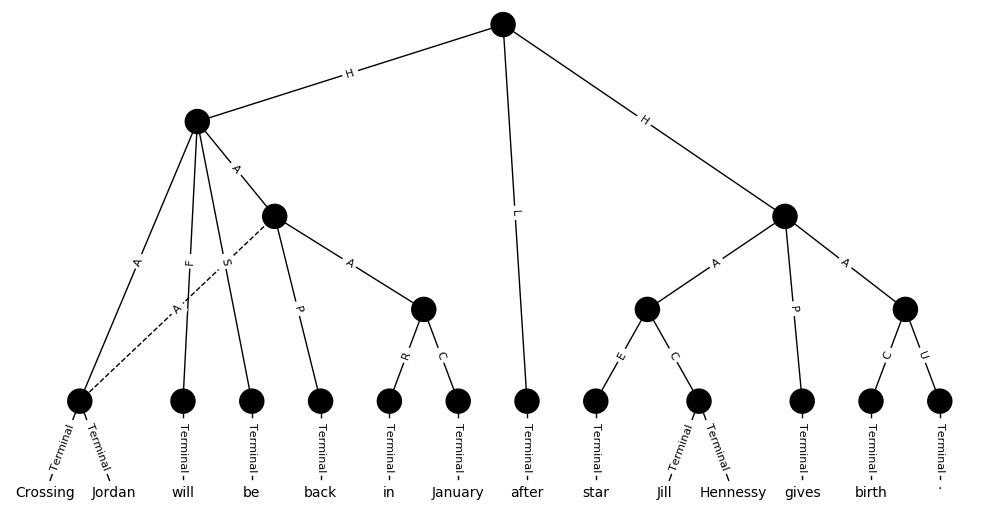 H
H
A
A
F
S
L
A
A
P
A
A
P
A
R
C
E
C
C
U
Terminal Terminal Terminal Terminal Terminal Terminal Terminal Terminal Terminal Terminal Terminal Terminal Terminal Terminal
Crossing Jordan will be back in January after star Jill Hennessy gives birth .